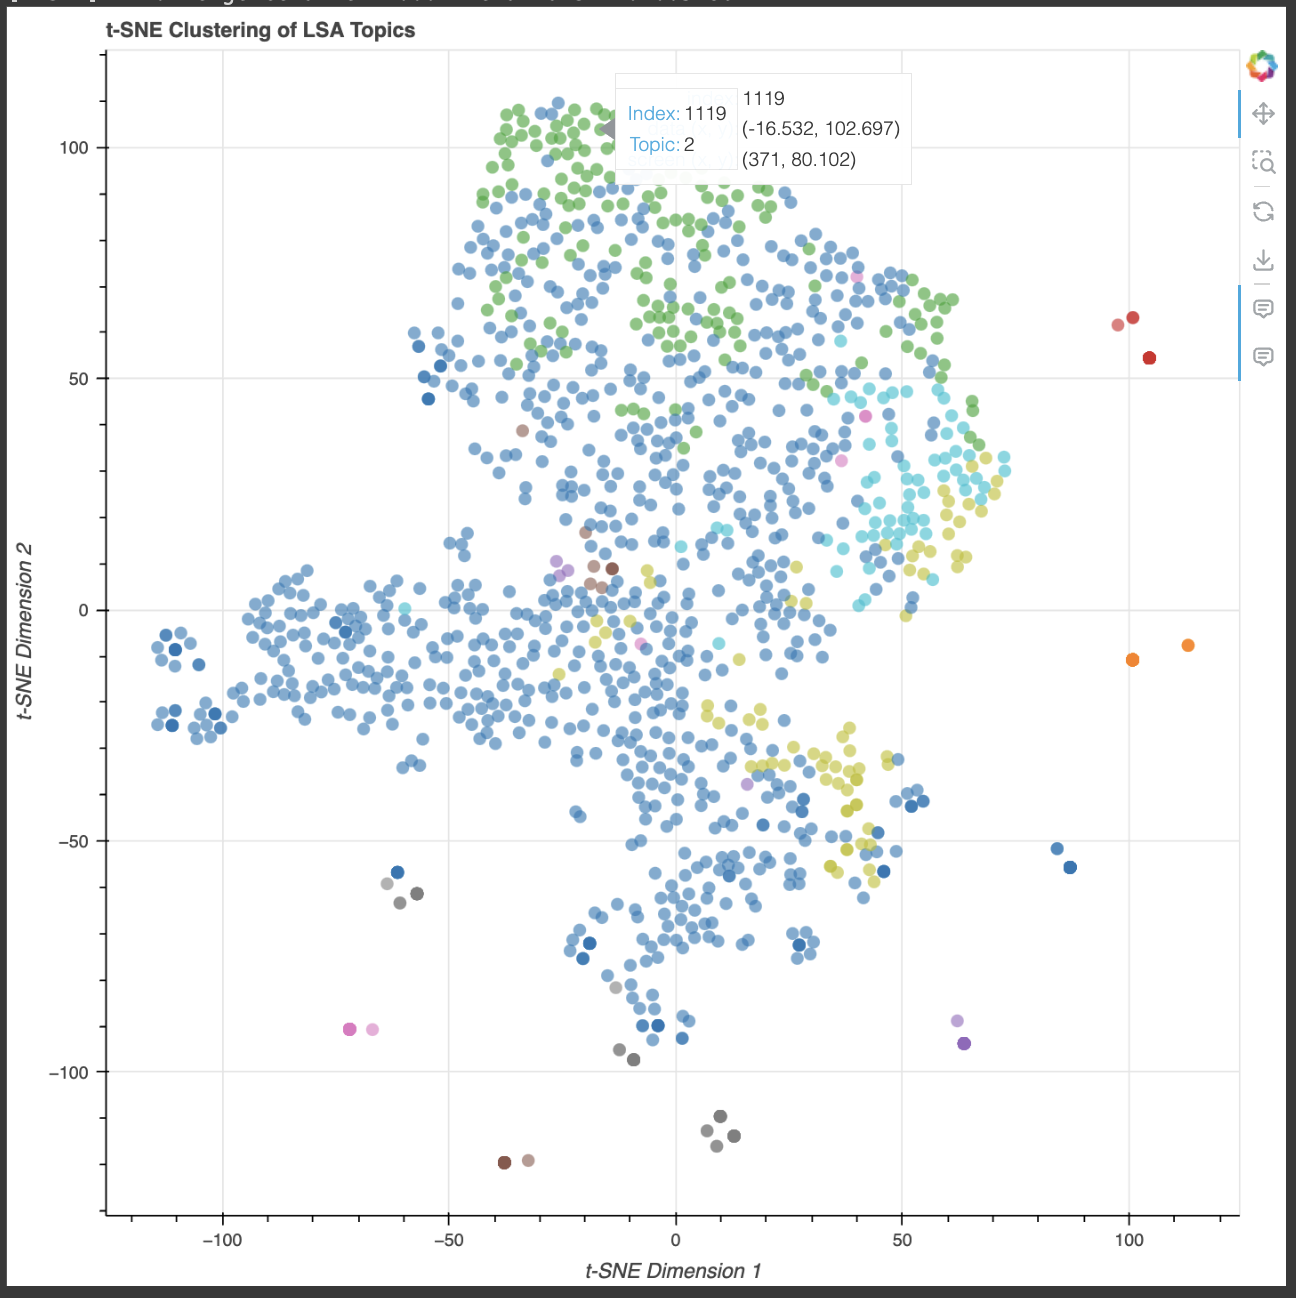 t-SNE Clustering of LSA Topics
Index: 1119
Topic: 2
1119
(-16.532, 102.697)
(371, 80.102)
100
50
0
−50
−100
t-SNE Dimension 2
−100
−50
0
50
100
t-SNE Dimension 1